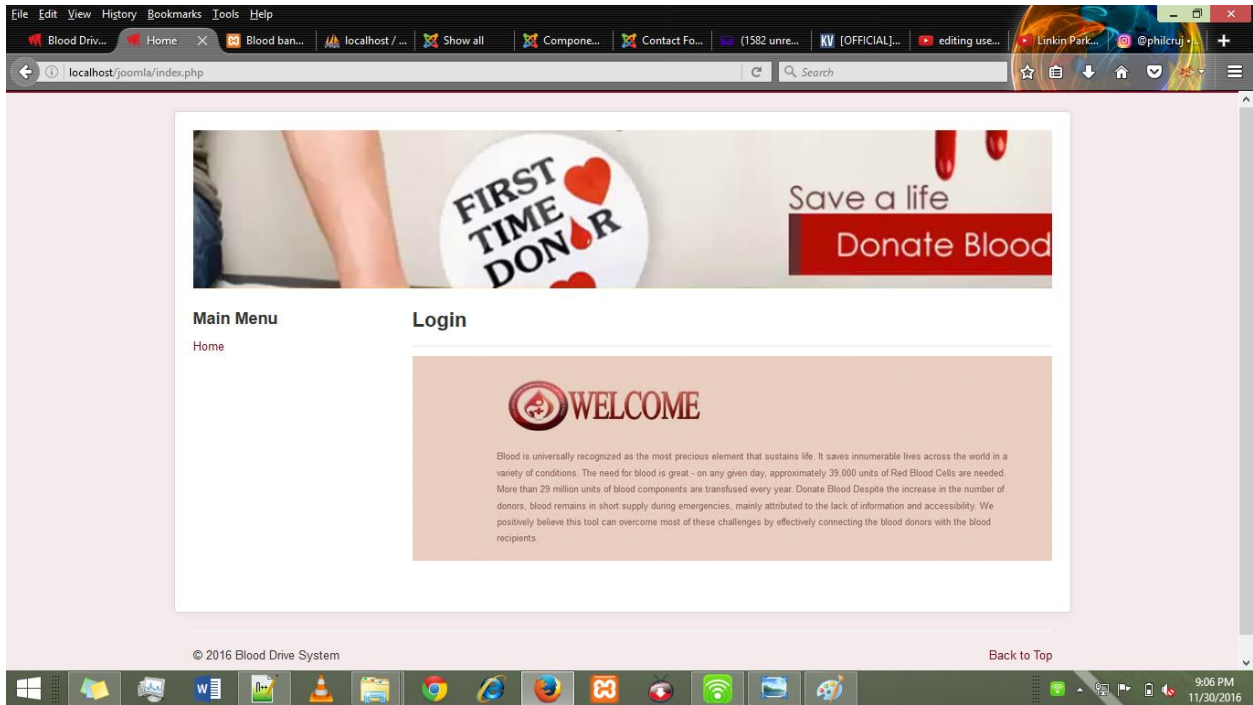 File Edit View History Bookmarks Tools Help
Blood Driv... Home Blood ban... localhost / ... Show all Compone... Contact Fo... (1582 unre... KV [OFFICIAL]... editing use... Linkin Park... @philcruj •...
localhost/joomla/index.php Search
FIRST
TIME
DONOR
Save a life
Donate Blood
Main Menu
Home
Login
WELCOME
Blood is universally recognized as the most precious element that sustains life. It saves innumerable lives across the world in a
variety of conditions. The need for blood is great - on any given day, approximately 39,000 units of Red Blood Cells are needed.
More than 29 million units of blood components are transfused every year. Donate Blood Despite the increase in the number of
donors, blood remains in short supply during emergencies, mainly attributed to the lack of information and accessibility. We
positively believe this tool can overcome most of these challenges by effectively connecting the blood donors with the blood
recipients.
© 2016 Blood Drive System Back to Top
9:06 PM
11/30/2016